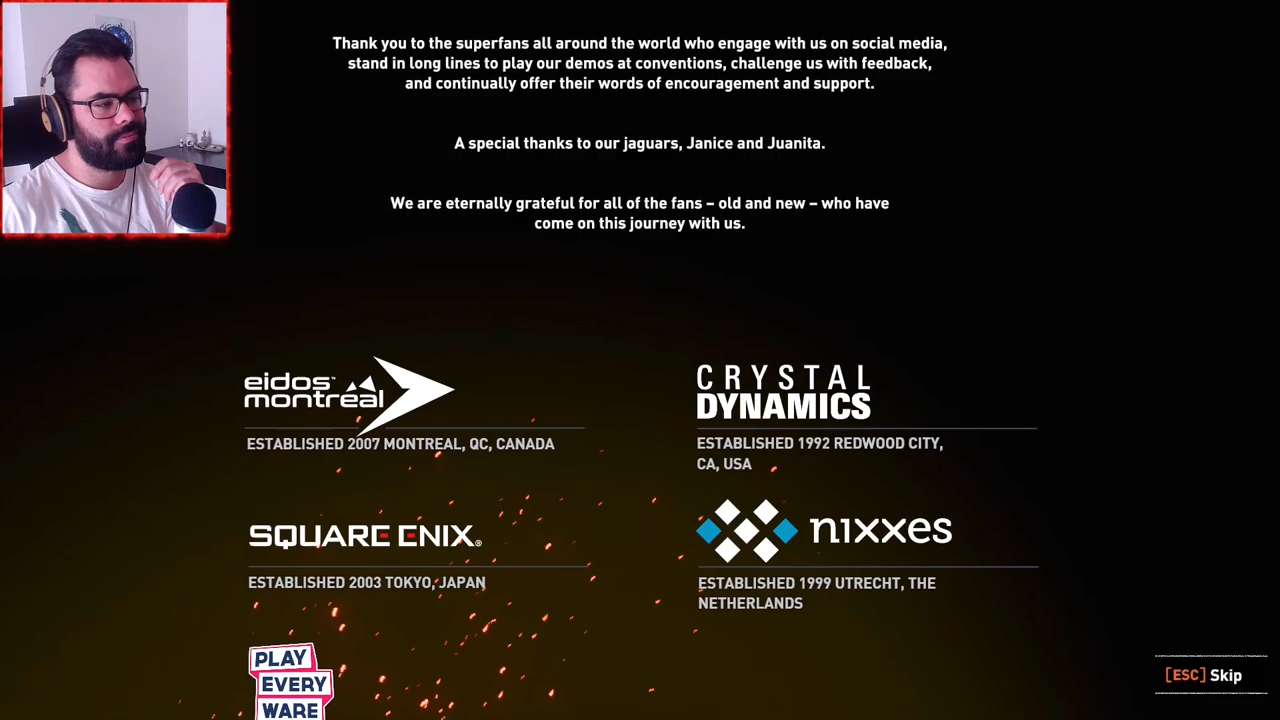 Thank you to the superfans all around the world who engage with us on social media,
stand in long lines to play our demos at conventions, challenge us with feedback,
and continually offer their words of encouragement and support.
A special thanks to our jaguars, Janice and Juanita.
We are eternally grateful for all of the fans – old and new – who have
come on this journey with us.
eidos™
montréal
ESTABLISHED 2007 MONTREAL, QC, CANADA
CRYSTAL
DYNAMICS
ESTABLISHED 1992 REDWOOD CITY,
CA, USA
SQUARE ENIX®
ESTABLISHED 2003 TOKYO, JAPAN
nixxes
ESTABLISHED 1999 UTRECHT, THE
NETHERLANDS
PLAY
EVERY
WARE
[ESC] Skip